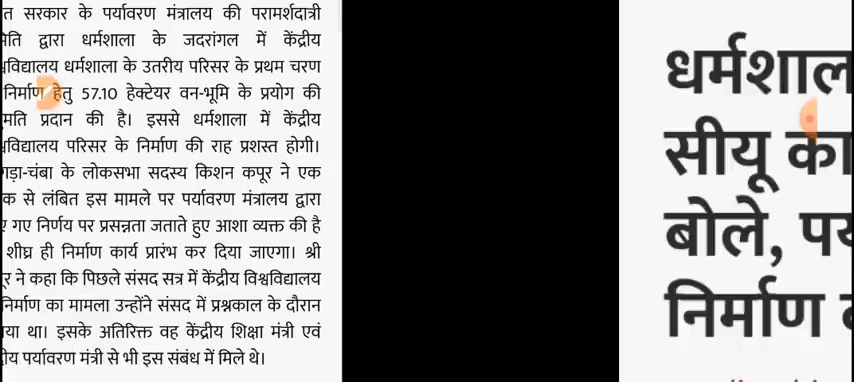 त सरकार के पर्यावरण मंत्रालय की परामर्शदात्री
द्वारा धर्मशाला के जदरांगल में केंद्रीय
धर्मशाला के उतरीय परिसर के प्रथम चरण
निर्माण हेतु 57.10 हेक्टेयर वन-भूमि के प्रयोग की
मति प्रदान की है। इससे धर्मशाला में केंद्रीय
परिसर के निर्माण की राह प्रशस्त होगी।
गड़ा-चंबा के लोकसभा सदस्य किशन कपूर ने एक
क से लंबित इस मामले पर पर्यावरण मंत्रालय द्वारा
गए निर्णय पर प्रसन्नता जताते हुए आशा व्यक्त की है
शीघ्र ही निर्माण कार्य प्रारंभ कर दिया जाएगा। श्री
ने कहा कि पिछले संसद सत्र में केंद्रीय विश्वविद्यालय
निर्माण का मामला उन्होंने संसद में प्रश्नकाल के दौरान
या था। इसके अतिरिक्त वह केंद्रीय शिक्षा मंत्री एवं
पर्यावरण मंत्री से भी इस संबंध में मिले थे।
धर्मशाल
सीयू का
बोले, पर
निर्माण